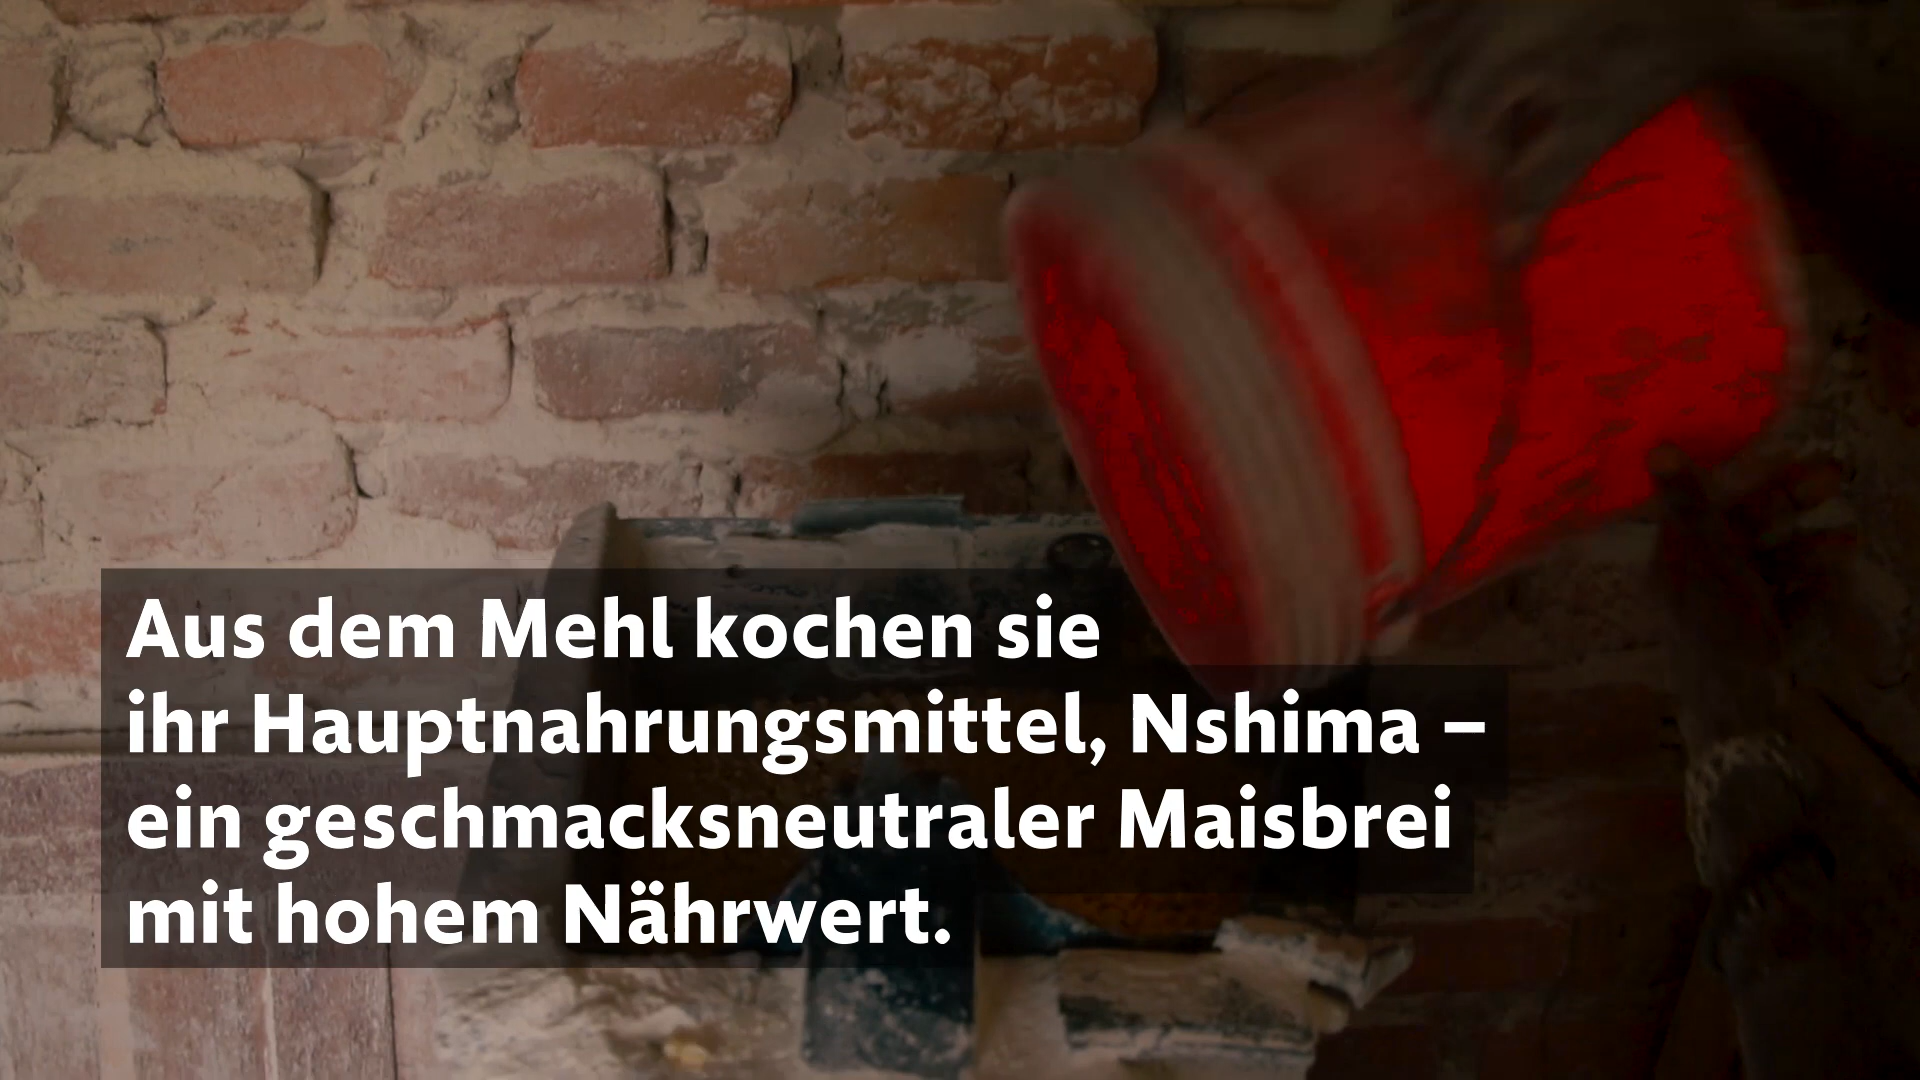 Aus dem Mehl kochen sie
ihr Hauptnahrungsmittel, Nshima –
ein geschmacksneutraler Maisbrei
mit hohem Nährwert.